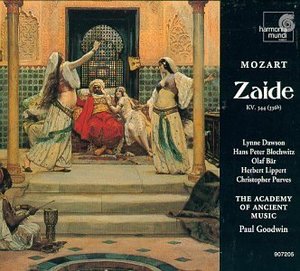 harmonia
mundi
MOZART
Zaide
KV. 344 (336b)
Lynne Dawson
Hans Peter Blochwitz
Olaf Bär
Herbert Lippert
Christopher Purves
THE ACADEMY
OF ANCIENT
MUSIC
Paul Goodwin
907205